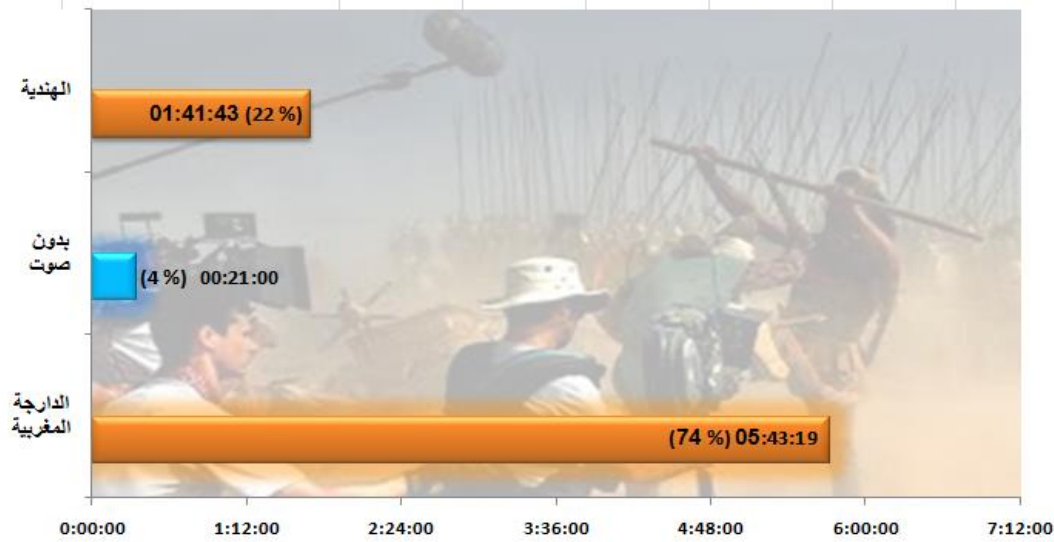 الهندية
01:41:43 (22 %)
بدون
صوت
(4 %) 00:21:00
الدارجة
المغربية
(74 %) 05:43:19
0:00:00 1:12:00 2:24:00 3:36:00 4:48:00 6:00:00 7:12:00